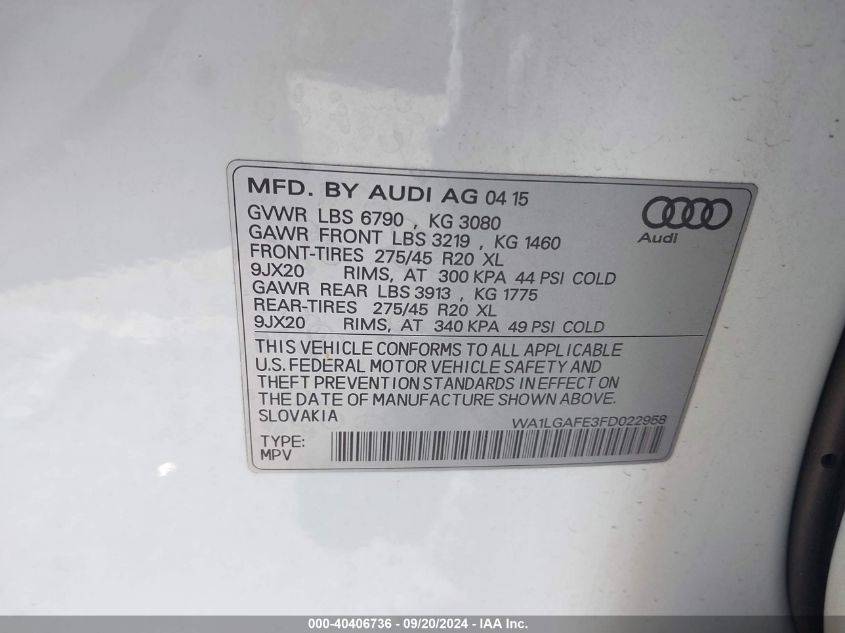 MFD. BY AUDI AG 04 15
GVWR LBS 6790 , KG 3080
GAWR FRONT LBS 3219 , KG 1460
FRONT-TIRES 275/45 R20 XL
9JX20 RIMS, AT 300 KPA 44 PSI COLD
GAWR REAR LBS 3913 , KG 1775
REAR-TIRES 275/45 R20 XL
9JX20 RIMS, AT 340 KPA 49 PSI COLD
Audi
THIS VEHICLE CONFORMS TO ALL APPLICABLE
U.S. FEDERAL MOTOR VEHICLE SAFETY AND
THEFT PREVENTION STANDARDS IN EFFECT ON
THE DATE OF MANUFACTURE SHOWN ABOVE.
SLOVAKIA
WA1LGAFE3FD022958
TYPE:
MPV
000-40406736 - 09/20/2024 - IAA Inc.